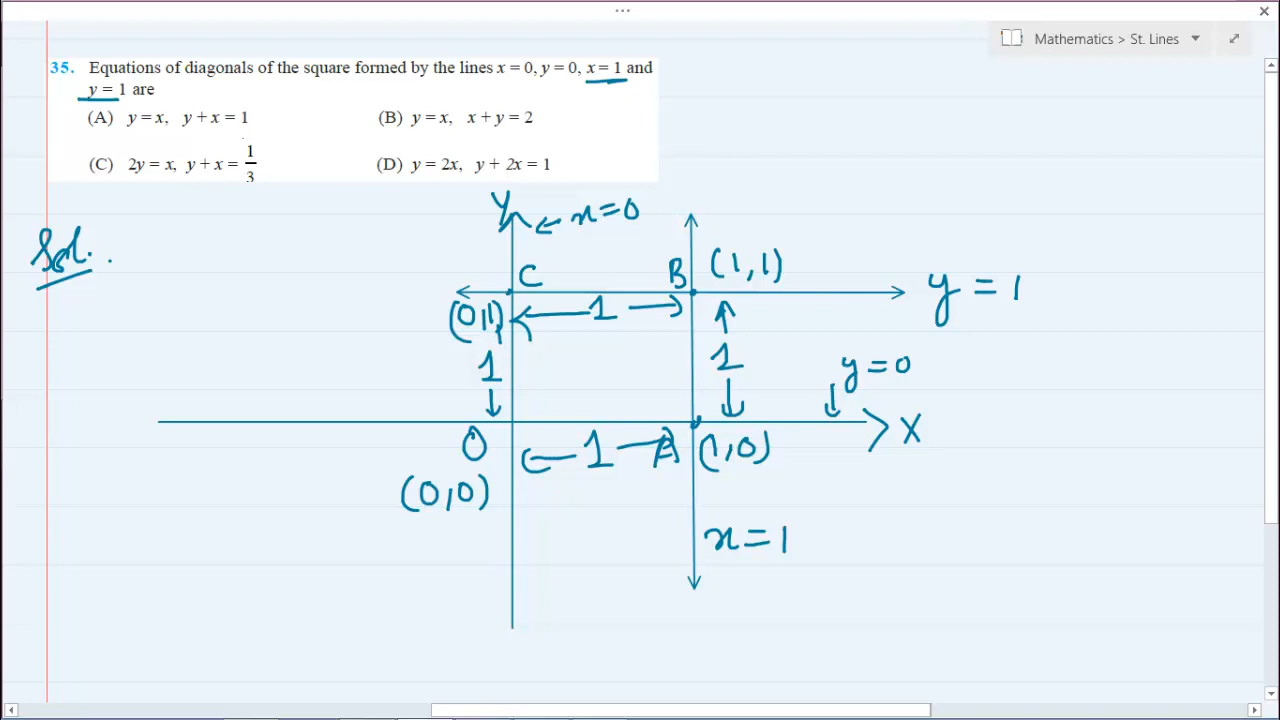 Mathematics > St. Lines
35. Equations of diagonals of the square formed by the lines x = 0, y = 0, x = 1 and
y = 1 are
(A) y = x, y + x = 1 (B) y = x, x + y = 2
(C) 2y = x, y + x = 1/3 (D) y = 2x, y + 2x = 1
Sol.
Y
x = 0
C B (1,1)
y = 1
(0,1) 1
1 1 y = 0
O 1 A (1,0) X
(0,0)
x = 1